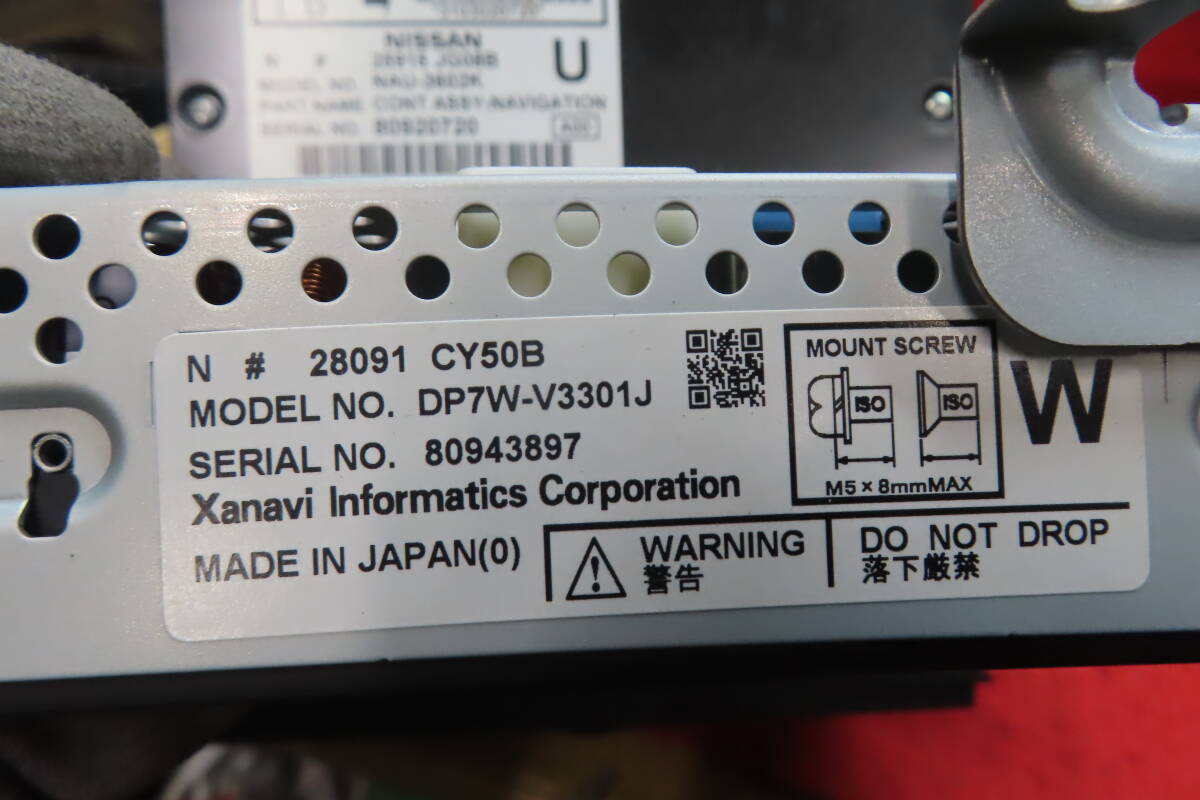 NISSAN
U
N #
MODEL NO. NAU-3602K
PART NAME CONT ASSY-NAVIGATION
SERIAL NO. 80920720
N # 28091 CY50B
MODEL NO. DP7W-V3301J
SERIAL NO. 80943897
Xanavi Informatics Corporation
MADE IN JAPAN(0)
MOUNT SCREW
ISO ISO
M5×8mmMAX
W
WARNING
警告
DO NOT DROP
落下厳禁